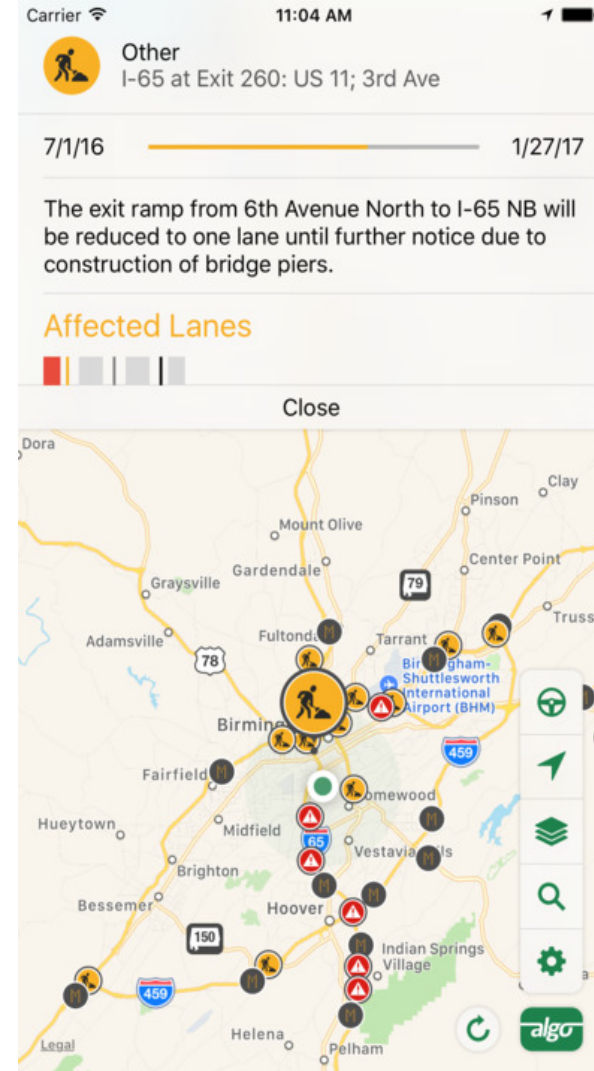 Carrier 11:04 AM
Other
I-65 at Exit 260: US 11; 3rd Ave
7/1/16 1/27/17
The exit ramp from 6th Avenue North to I-65 NB will
be reduced to one lane until further notice due to
construction of bridge piers.
Affected Lanes
Close
Dora
Clay
Pinson
Mount Olive
Gardendale
Center Point
79
Graysville
Truss
Adamsville
Fultond
M
Tarrant
78
M
Shuttlesworth
International
Airport (BHM)
Birming
459
Fairfield
M
Hueytown
Midfield
M
65
Vestavia
M
Brighton
Bessemer
M
M
Hoover
150
M
Indian Springs
Village
M
459
M
M
algo
Helena
Pelham
Legal